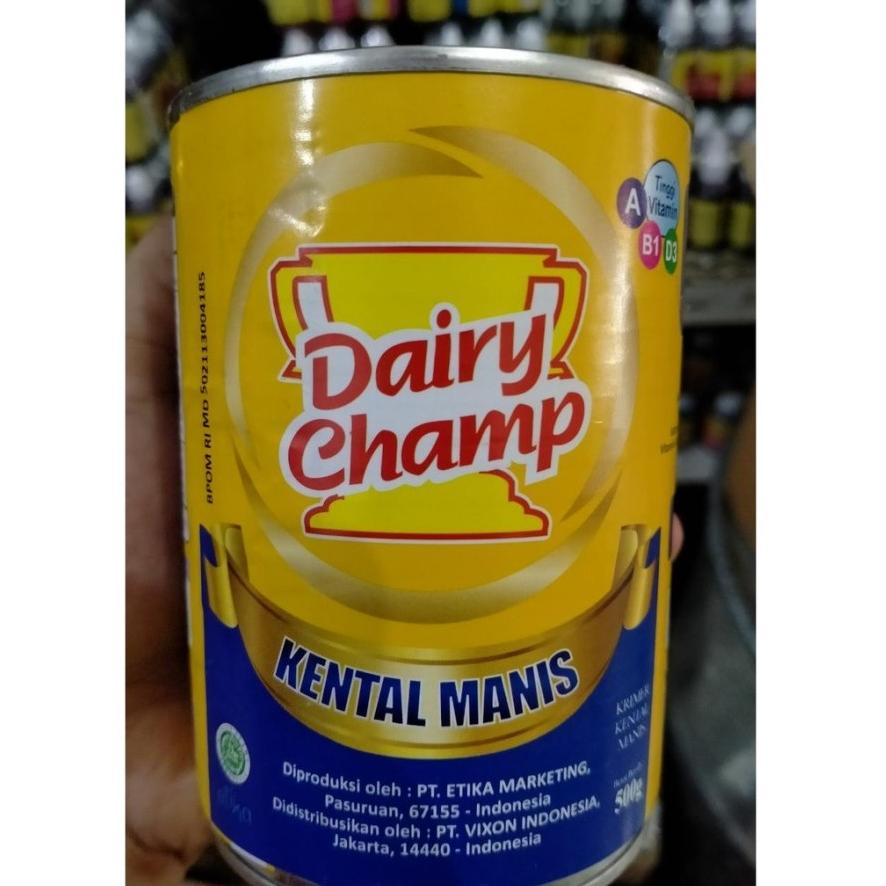 Tinggi
Vitamin
A
B1
D3
Dairy
Champ
BPOM RI MD 502113004185
KENTAL MANIS
KRIMER
KENTAL
MANIS
500g
Diproduksi oleh : PT. ETIKA MARKETING,
Pasuruan, 67155 - Indonesia
Didistribusikan oleh : PT. VIXON INDONESIA,
Jakarta, 14440 - Indonesia